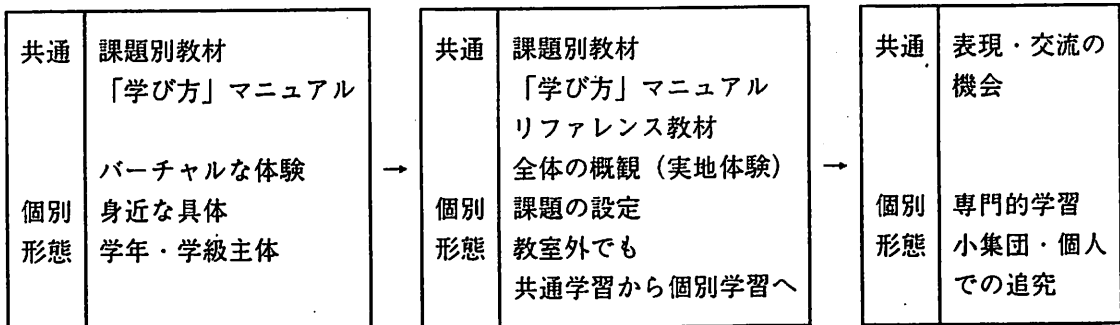 共通 課題別教材
「学び方」マニュアル
バーチャルな体験
個別 身近な具体
形態 学年・学級主体
→
共通 課題別教材
「学び方」マニュアル
リファレンス教材
全体の概観（実地体験）
個別 課題の設定
形態 教室外でも
共通学習から個別学習へ
→
共通 表現・交流の
機会
個別 専門的学習
形態 小集団・個人
での追究